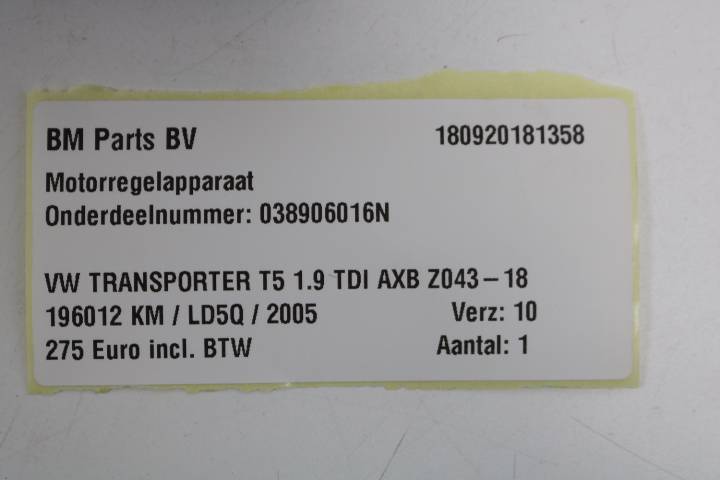 BM Parts BV 180920181358
Motorregelapparaat
Onderdeelnummer: 038906016N
VW TRANSPORTER T5 1.9 TDI AXB Z043-18
196012 KM / LD5Q / 2005 Verz: 10
275 Euro incl. BTW Aantal: 1